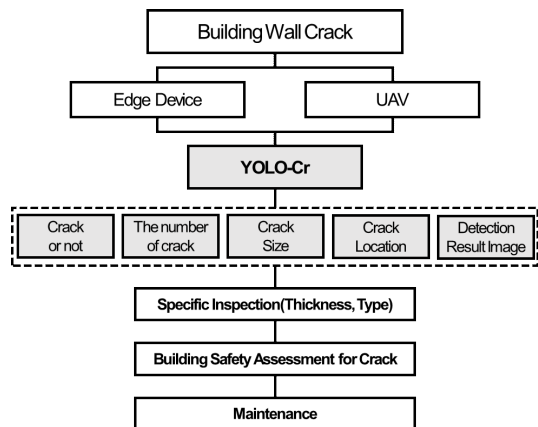 Building Wall Crack
Edge Device
UAV
YOLO-Cr
Crack
or not
The number
of crack
Crack
Size
Crack
Location
Detection
Result Image
Specific Inspection(Thickness, Type)
Building Safety Assessment for Crack
Maintenance